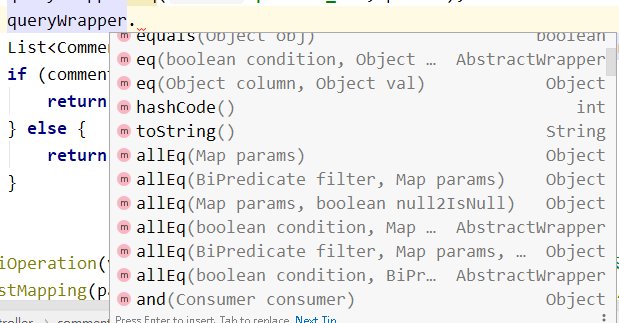 queryWrapper.
List<Comme
if (comment
return
} else {
return
}
iOperation(v
stMapping(pa
equals(Object obj) boolean
eq(boolean condition, Object … AbstractWrapper
eq(Object column, Object val) Object
hashCode() int
toString() String
allEq(Map params) Object
allEq(BiPredicate filter, Map params) Object
allEq(Map params, boolean null2IsNull) Object
allEq(boolean condition, Map … AbstractWrapper
allEq(BiPredicate filter, Map params, … Object
allEq(boolean condition, BiPr… AbstractWrapper
and(Consumer consumer) Object
Press Enter to insert, Tab to replace Next Tip